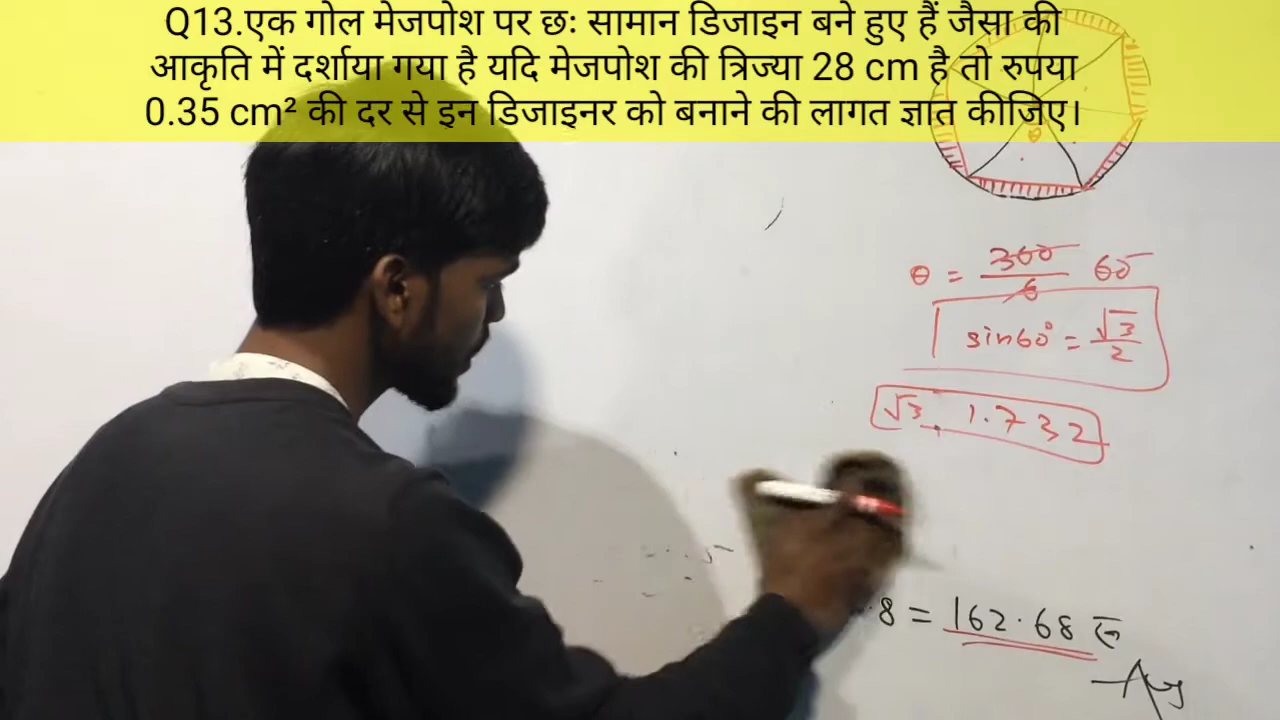 Q13.एक गोल मेजपोश पर छः सामान डिजाइन बने हुए हैं जैसा की
आकृति में दर्शाया गया है यदि मेजपोश की त्रिज्या 28 cm है तो रुपया
0.35 cm² की दर से इन डिजाइनर को बनाने की लागत ज्ञात कीजिए।
θ
θ = 360/6 60
sin60° = √3/2
√3 1.732
.8 = 162.68 रु
Ans